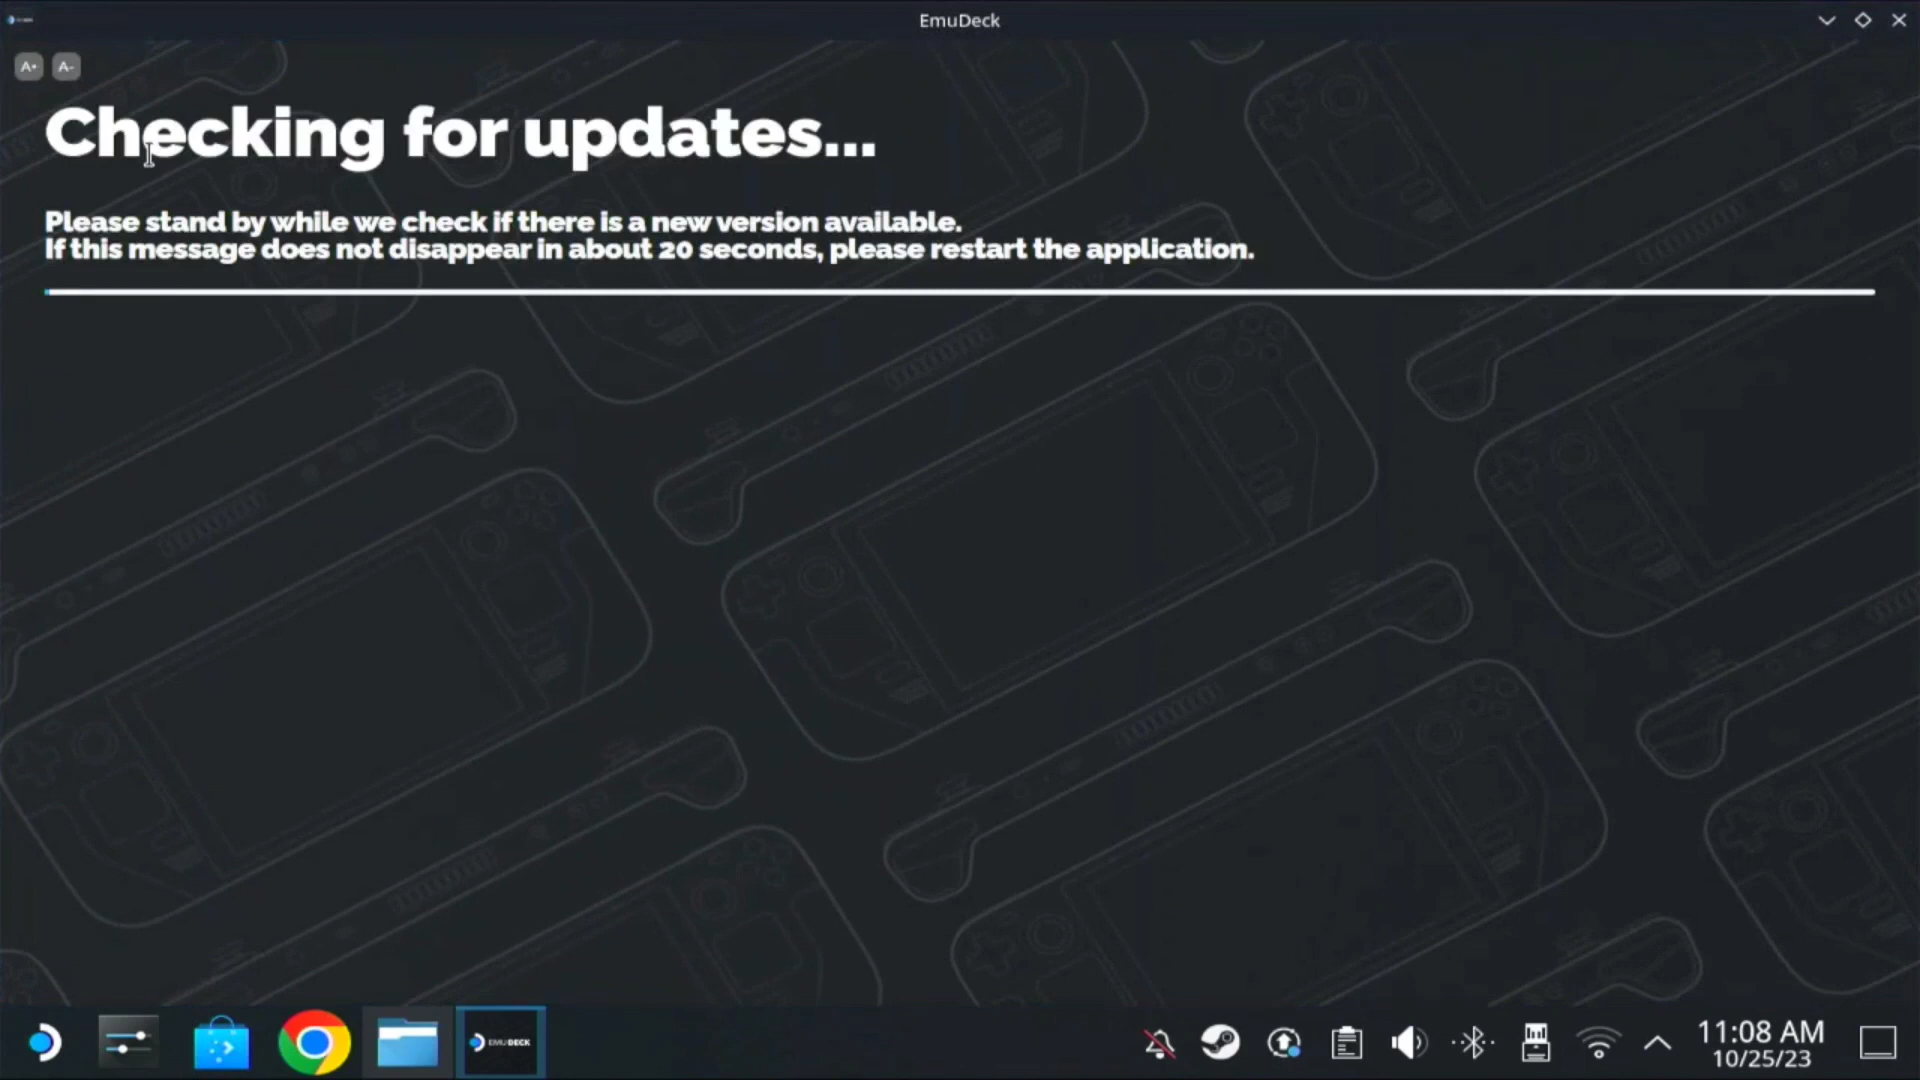 EmuDeck
A+ A-
Checking for updates...
Please stand by while we check if there is a new version available.
If this message does not disappear in about 20 seconds, please restart the application.
EMUDECK
11:08 AM
10/25/23